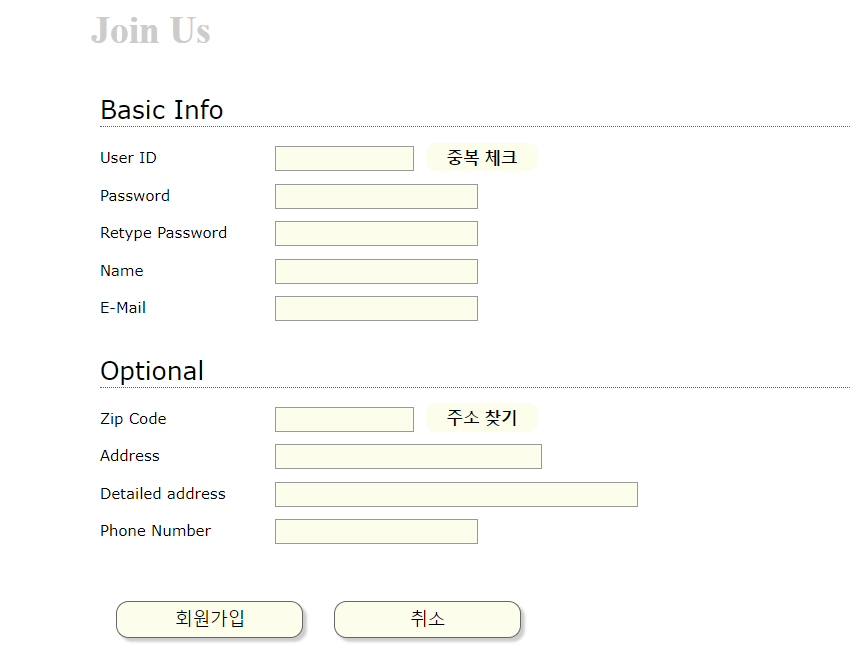 Join Us
Basic Info
User ID 중복 체크
Password
Retype Password
Name
E-Mail
Optional
Zip Code 주소 찾기
Address
Detailed address
Phone Number
회원가입 취소